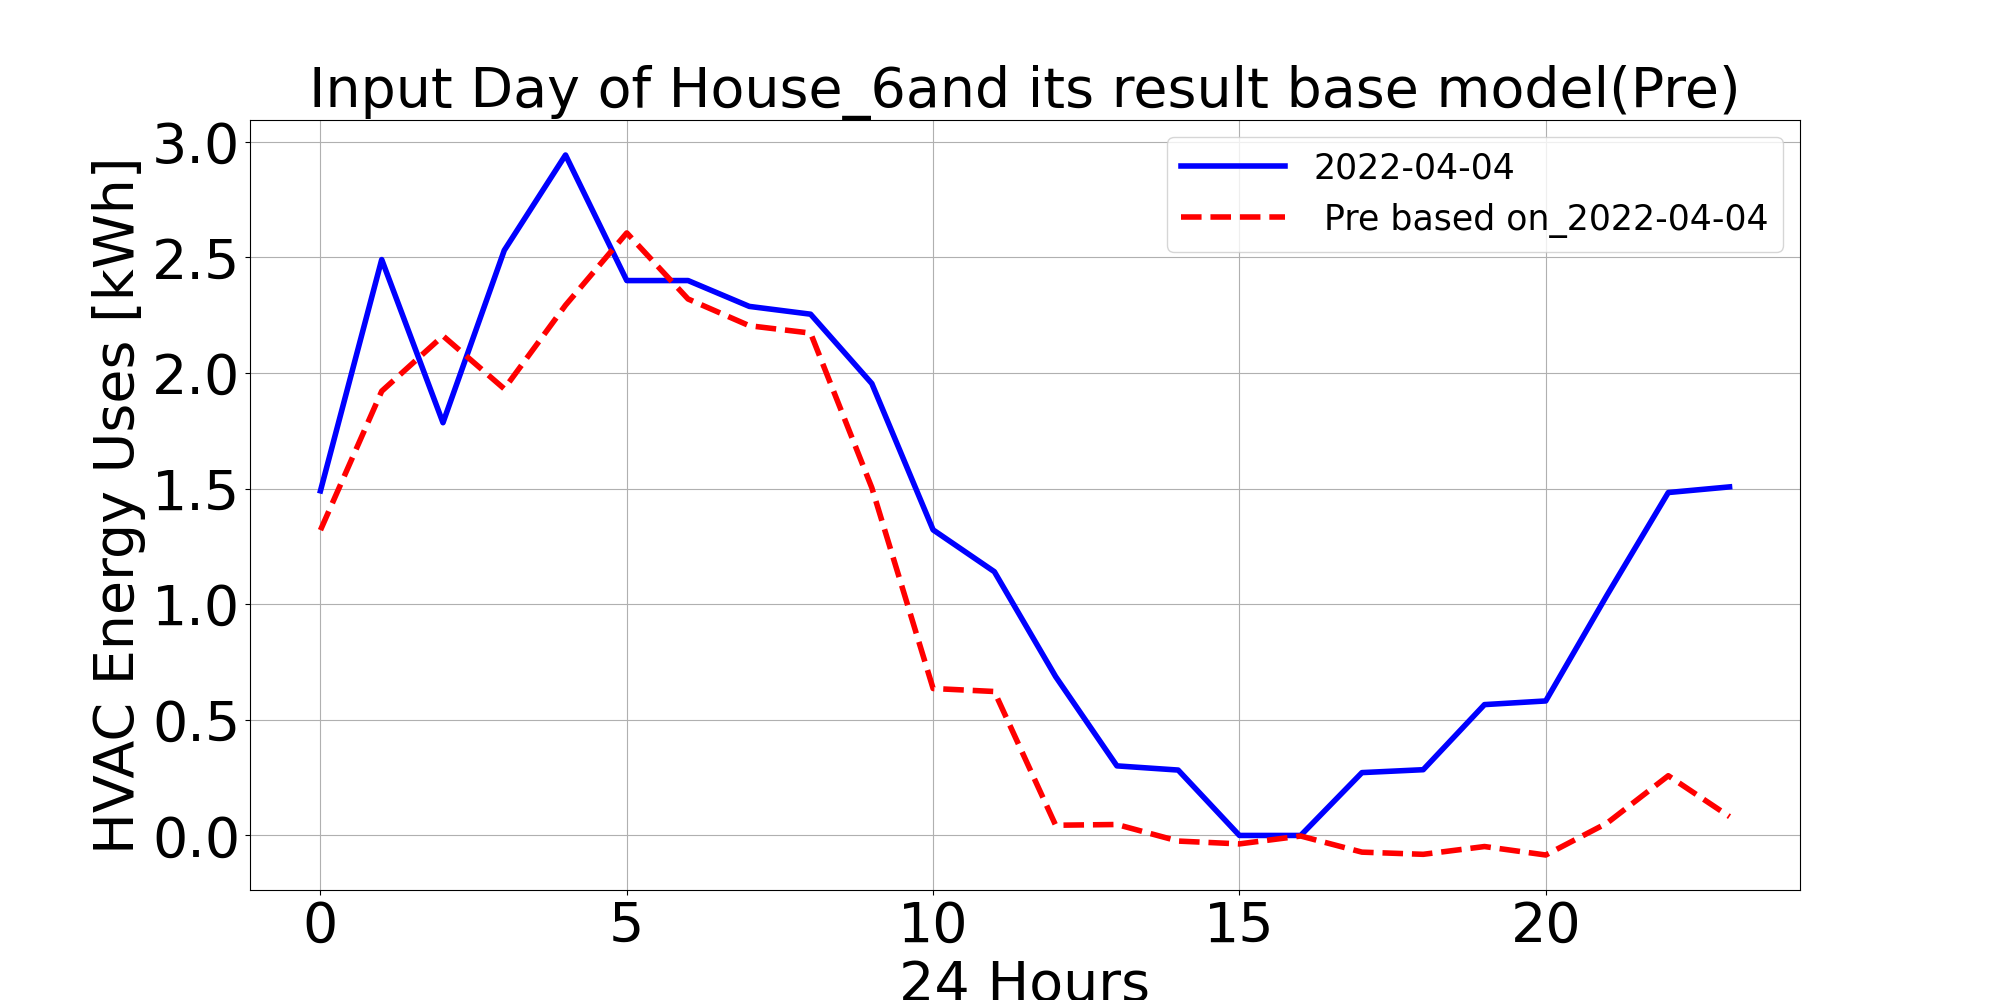 Input Day of House_6and its result base model(Pre)
HVAC Energy Uses [kWh]
3.0
2.5
2.0
1.5
1.0
0.5
0.0
2022-04-04
Pre based on_2022-04-04
0 5 10 15 20
24 Hours